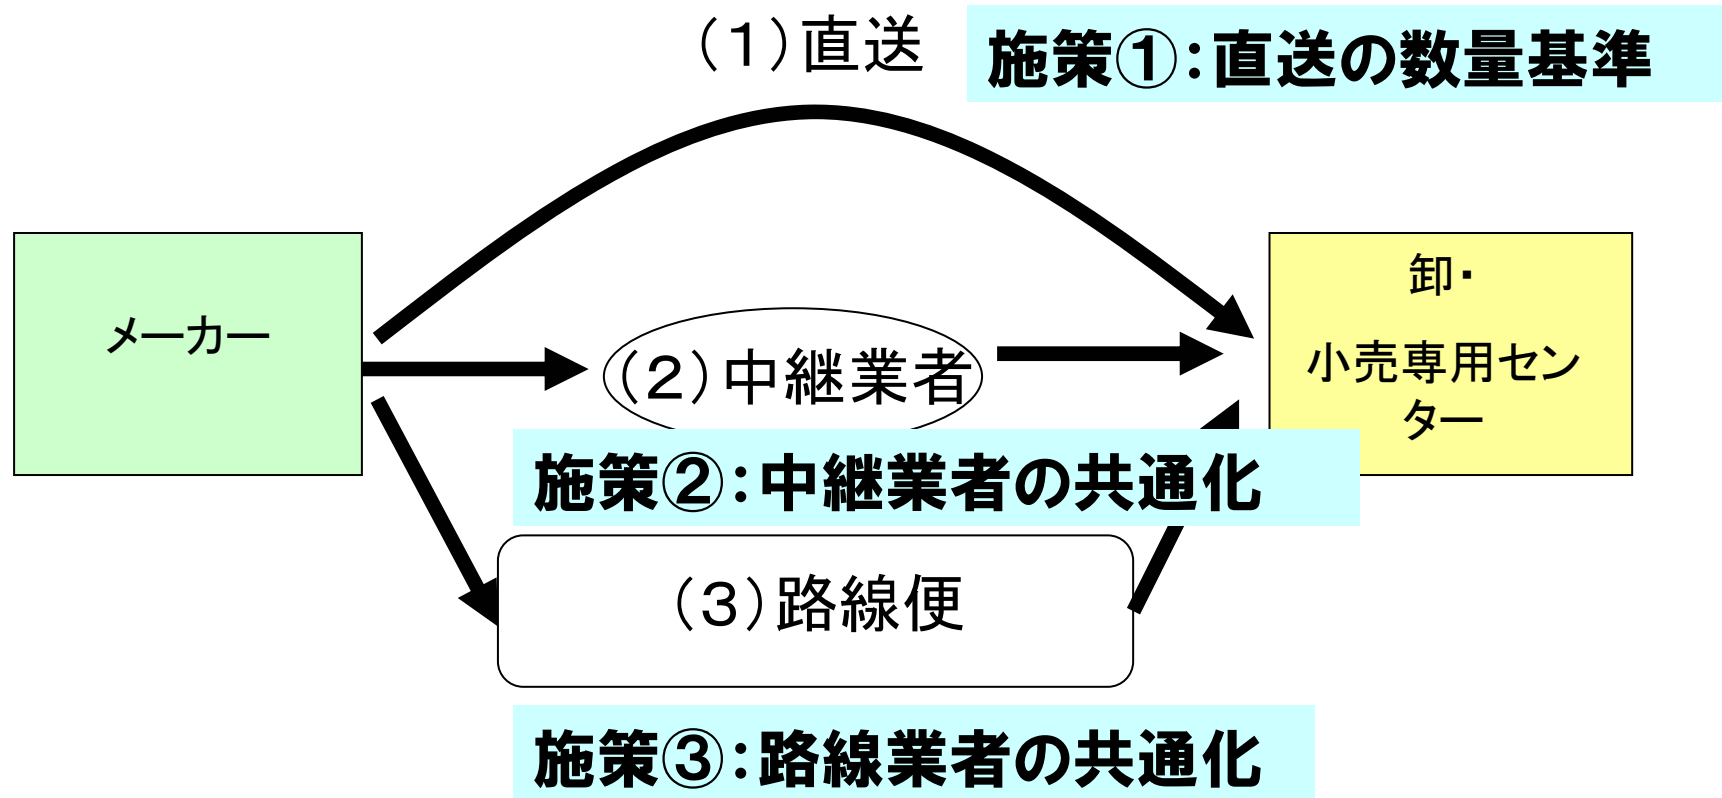 （１）直送
施策①：直送の数量基準
メーカー
卸・
小売専用セン
ター
（２）中継業者
施策②：中継業者の共通化
（３）路線便
施策③：路線業者の共通化